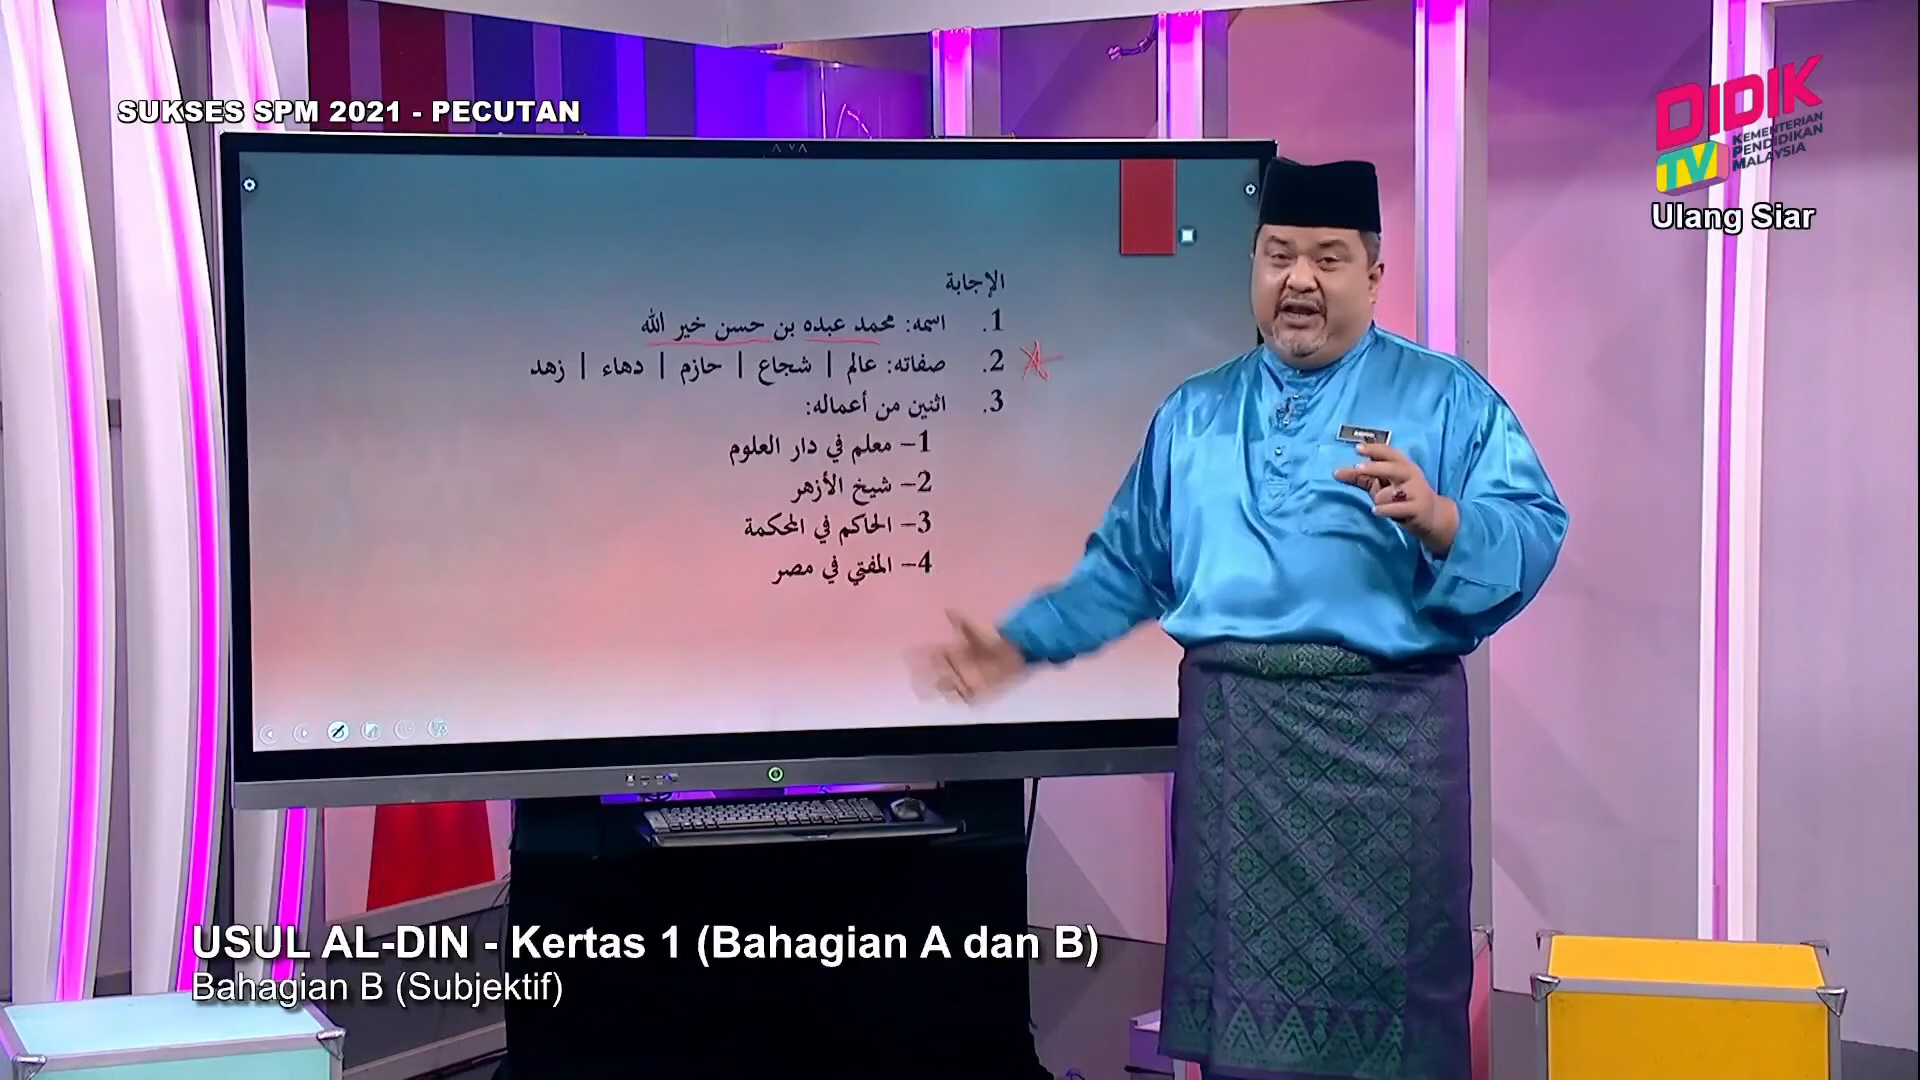 SUKSES SPM 2021 - PECUTAN
DIDIK
TV
KEMENTERIAN
PENDIDIKAN
MALAYSIA
Ulang Siar
الإجابة
1. اسمه: محمد عبده بن حسن خير الله
2. صفاته: عالم | شجاع | حازم | دهاء | زهد
3. اثنين من أعماله:
1– معلم في دار العلوم
2– شيخ الأزهر
3– الحاكم في المحكمة
4– المفتي في مصر
USUL AL-DIN - Kertas 1 (Bahagian A dan B)
Bahagian B (Subjektif)